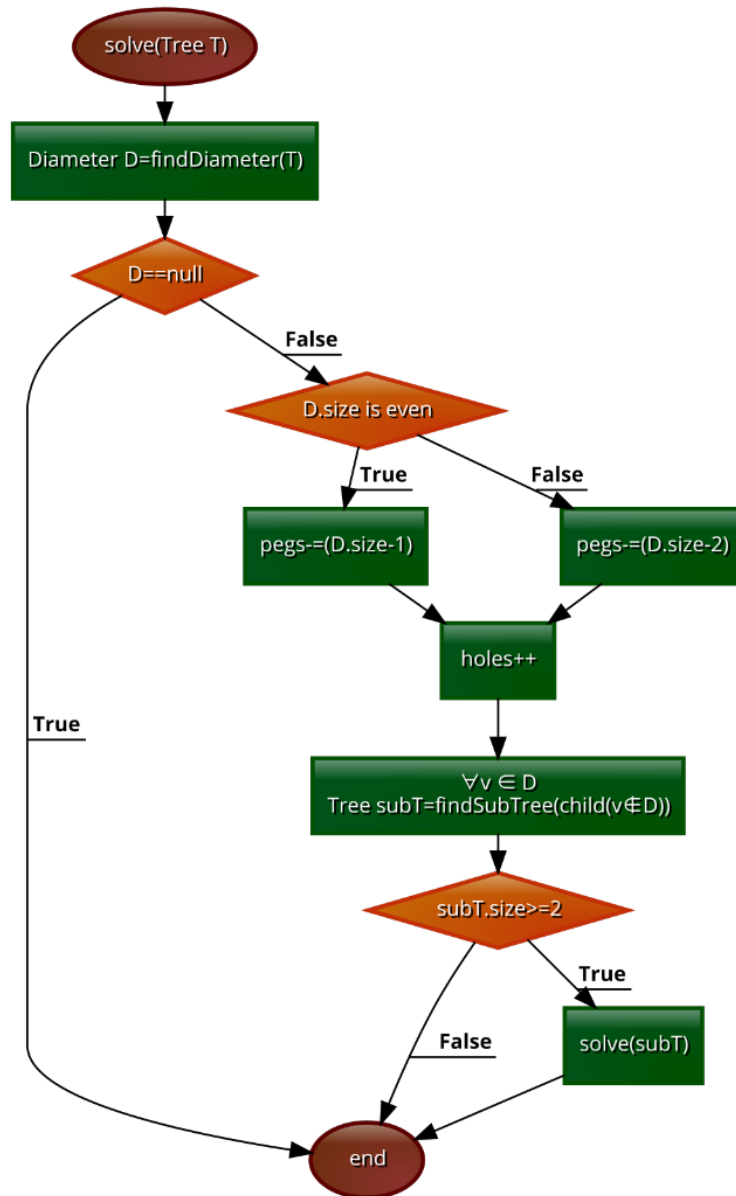 solve(Tree T)
Diameter D=findDiameter(T)
D==null
False
D.size is even
True
False
pegs-=(D.size-1)
pegs-=(D.size-2)
holes++
True
∀v ∈ D
Tree subT=findSubTree(child(v∉D))
subT.size>=2
True
solve(subT)
False
end